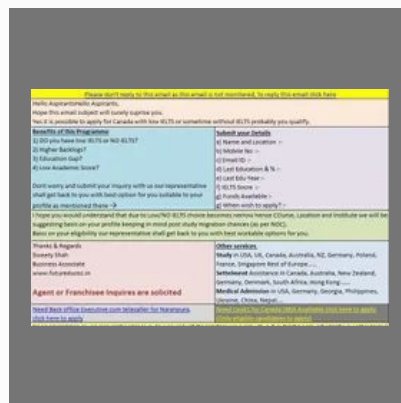 Please don't reply to this email as this email is not monitored, to reply this email click here
Hello AspirantsHello Aspirants,
Hope this email subject will surely suprise you.
Yes it is possible to apply for Canada with low IELTS or sometime without IELTS probably you qualify.
Benefits of this Programme
1) DO you have low IELTS or NO IELTS?
2) Higher Backlogs?
3) Education Gap?
4) Low Academic Score?
Dont worry and submit your inquiry with us our representative
shall get back to you with best option for you suitable to your
profile as mentioned there →
Submit your Details
a) Name and Location :-
b) Mobile No :-
c) Email ID :-
d) Last Education & % :-
e) Last Edu Year :-
f) IELTS Score :-
g) Funds Available :-
g) When wish to apply? :-
I hope you would understand that due to Low/NO IELTS choice becomes narrow hence COurse, Location and Institute we will be
suggesting basis on your profile keeping in mind post study migration chances (as per NOC).
Basis on your eligibility our representative shall get back to you with best workable options for you.
Thanks & Regards
Sweety Shah
Business Associate
www.futuredunts.in
Agent or Franchisee Inquires are solicited
Other services
Study in USA, UK, Canada, Australia, NZ, Germany, Poland,
France, Singapore Rest of Europe.....
Settelment Assistance in Canada, Australia, New Zealand,
Germany, Denmark, South Africa, Hong Kong ......
Medical Admission in USA, Germany, Georgia, Philippines,
Ukraine, China, Nepal....
Need Back office Executive cum telecaller for Naranpura,
click here to apply